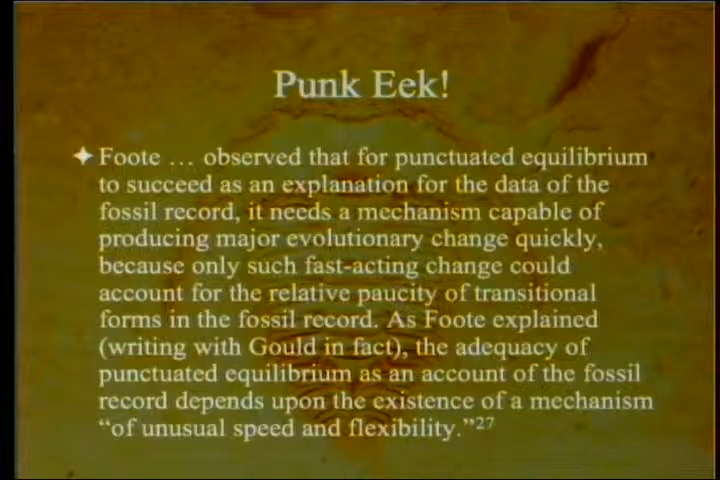 Punk Eek!
Foote … observed that for punctuated equilibrium
to succeed as an explanation for the data of the
fossil record, it needs a mechanism capable of
producing major evolutionary change quickly,
because only such fast-acting change could
account for the relative paucity of transitional
forms in the fossil record. As Foote explained
(writing with Gould in fact), the adequacy of
punctuated equilibrium as an account of the fossil
record depends upon the existence of a mechanism
“of unusual speed and flexibility.”27